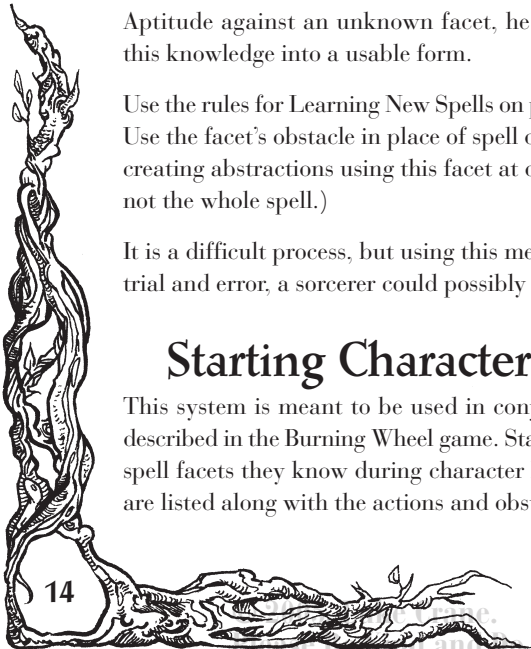 Aptitude against an unknown facet, he
this knowledge into a usable form.
Use the rules for Learning New Spells on
Use the facet's obstacle in place of spell
creating abstractions using this facet at
not the whole spell.)
It is a difficult process, but using this
trial and error, a sorcerer could possibly
Starting Character
This system is meant to be used in
described in the Burning Wheel game.
spell facets they know during character
are listed along with the actions and
14
Crane.
and